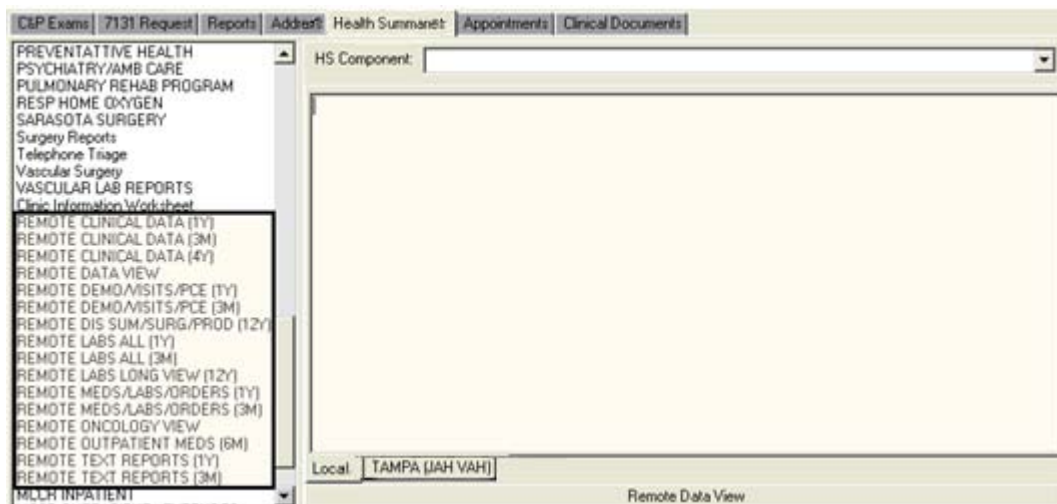 C&P Exams 7131 Request Reports Health Summaries Appointments Clinical Documents
PREVENTATTIVE HEALTH
PSYCHIATRY/AMB CARE
PULMONARY REHAB PROGRAM
RESP HOME OXYGEN
SARASOTA SURGERY
Surgery Reports
Telephone Triage
Vascular Surgery
VASCULAR LAB REPORTS
Clinic Information Worksheet
REMOTE CLINICAL DATA (1Y)
REMOTE CLINICAL DATA (3M)
REMOTE CLINICAL DATA (4Y)
REMOTE DATA VIEW
REMOTE DEMO/VISITS/PCE (1Y)
REMOTE DEMO/VISITS/PCE (3M)
REMOTE DIS SUM/SURG/PROD (12Y)
REMOTE LABS ALL (1Y)
REMOTE LABS ALL (3M)
REMOTE LABS LONG VIEW (12Y)
REMOTE MEDS/LABS/ORDERS (1Y)
REMOTE MEDS/LABS/ORDERS (3M)
REMOTE ONCOLOGY VIEW
REMOTE OUTPATIENT MEDS (6M)
REMOTE TEXT REPORTS (1Y)
REMOTE TEXT REPORTS (3M)
MCCR INPATIENT
HS Component:
Local TAMPA (JAH VAH)
Remote Data View